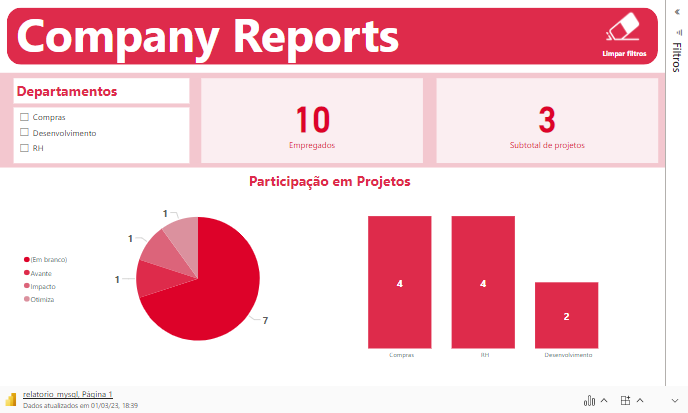 Company Reports
Limpar filtros
Filtros
Departamentos
Compras
Desenvolvimento
RH
10
Empregados
3
Subtotal de projetos
Participação em Projetos
(Em branco)
Avante
Impacto
Otimiza
1
1
1
7
4
4
2
Compras
RH
Desenvolvimento
relatorio_mysql, Página 1
Dados atualizados em 01/03/23, 18:39